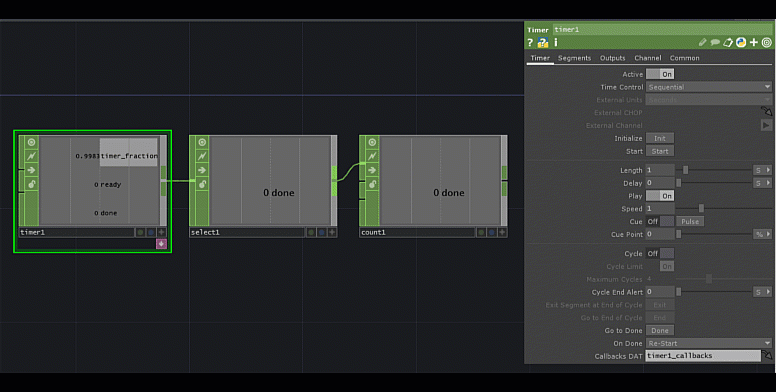 Timer timer1
? i
Timer Segments Outputs Channel Common
Active On
Time Control Sequential
External Units Seconds
External CHOP
External Channel
Initialize Init
Start Start
Length 1 S
Delay 0 S
Play On
Speed 1
Cue Off Pulse
Cue Point 0 %
Cycle Off
Cycle Limit On
Maximum Cycles 4
Cycle End Alert 0 S
Exit Segment at End of Cycle Exit
Go to End of Cycle End
Go to Done Done
On Done Re-Start
Callbacks DAT timer1_callbacks
0.9983timer_fraction
0 ready
0 done
timer1
0 done
select1
0 done
count1